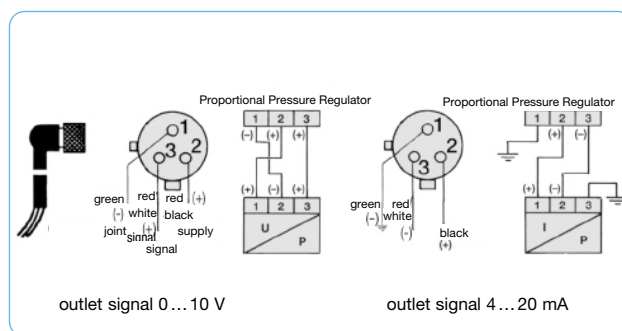 Proportional Pressure Regulator
1 2 3
(-) (+) (+)
1
3 2
(+) (-) (+)
1 2 3
U
P
green red/ red (+)
(-) white black
joint (+) supply
signal
signal
outlet signal 0...10 V
Proportional Pressure Regulator
1 2 3
(+) (-)
1
3 2
(+) (-)
1 2 3
I
P
green red/
(-) white
(-) black
(+)
outlet signal 4...20 mA